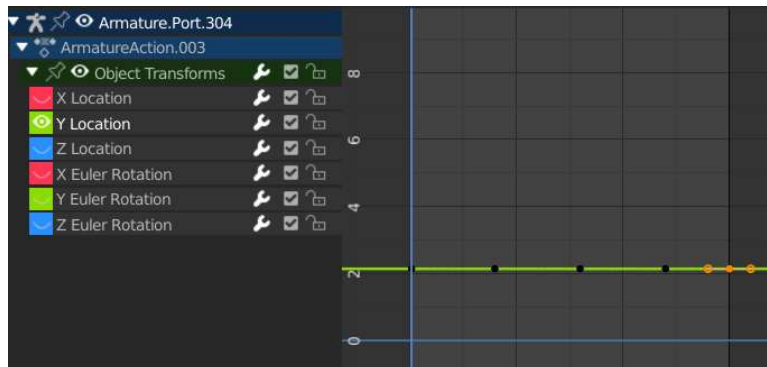 Armature.Port.304
ArmatureAction.003
Object Transforms
X Location
Y Location
Z Location
X Euler Rotation
Y Euler Rotation
Z Euler Rotation
8
6
4
2
0